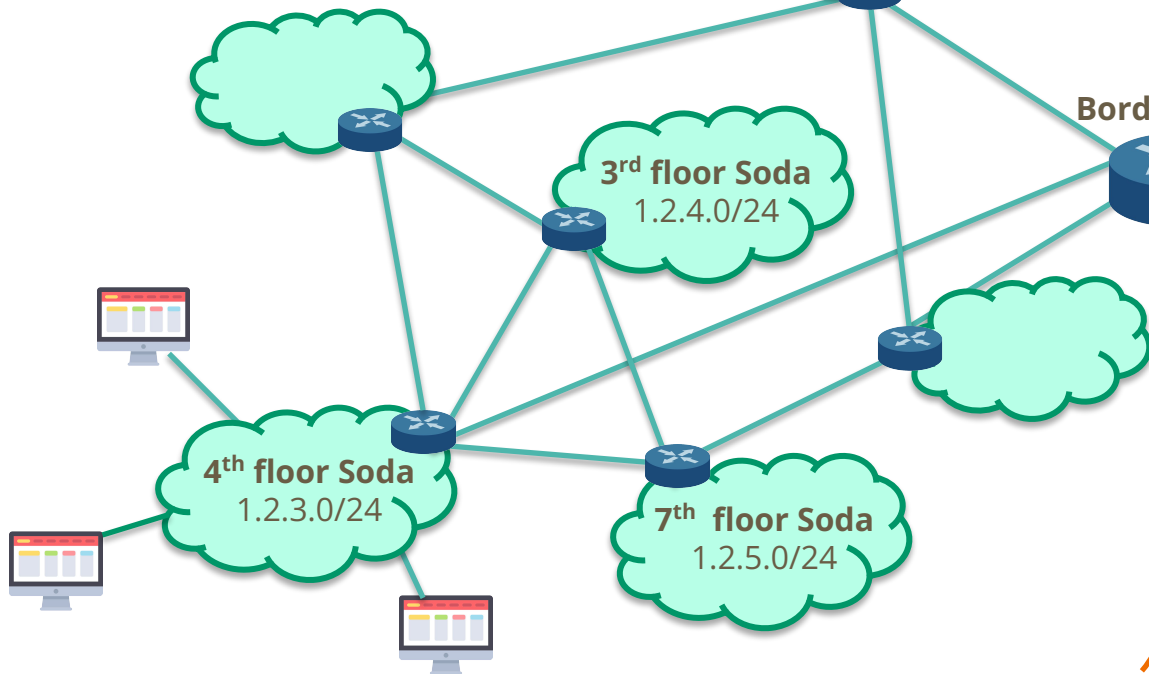 Bord
3rd floor Soda
1.2.4.0/24
4th floor Soda
1.2.3.0/24
7th floor Soda
1.2.5.0/24